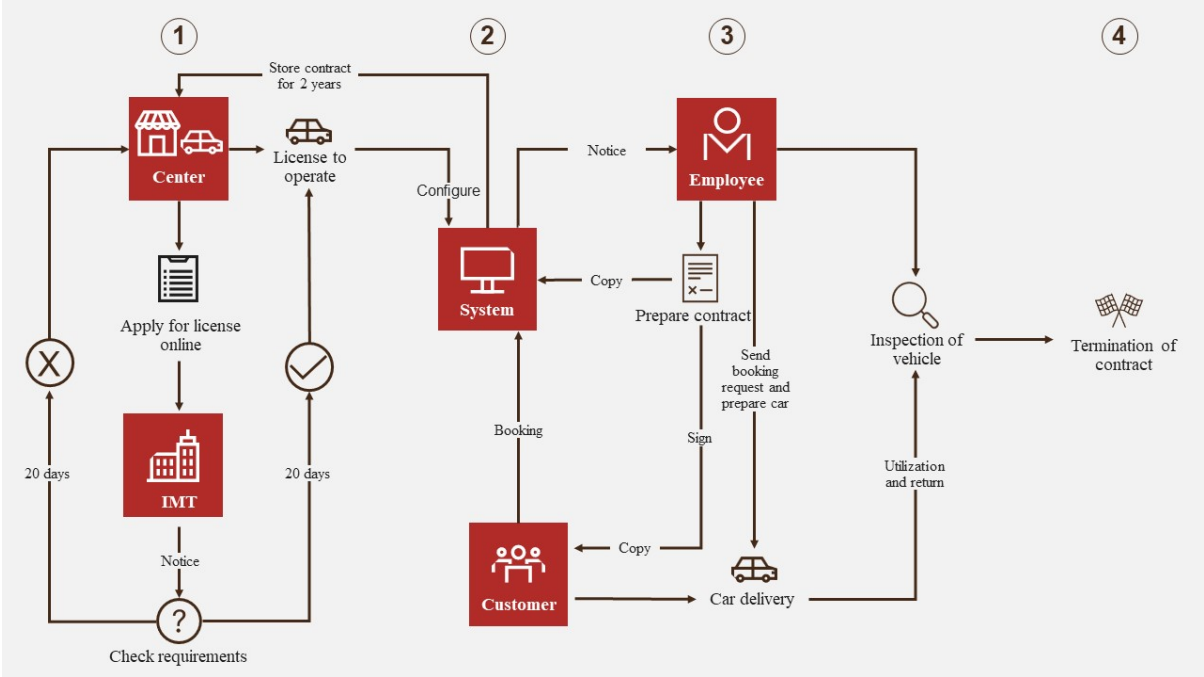 1
2
3
4
Store contract
for 2 years
Center
License to
operate
Configure
Notice
Employee
System
Copy
Prepare contract
Apply for license
online
X
Inspection of
vehicle
Termination of
contract
Send
booking
request and
prepare car
Booking
Sign
20 days
20 days
Utilization
and return
IMT
Notice
Copy
Customer
Car delivery
?
Check requirements